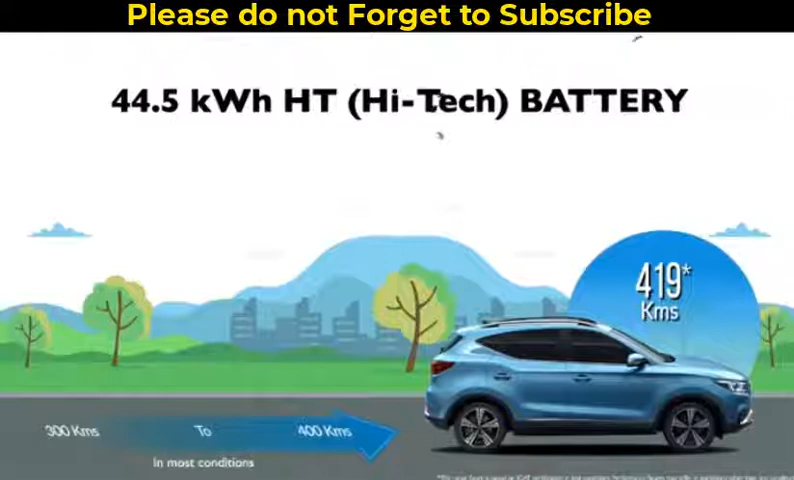 Please do not Forget to Subscribe
44.5 kWh HT (Hi-Tech) BATTERY
419*
Kms
300 Kms To 400 Kms
In most conditions